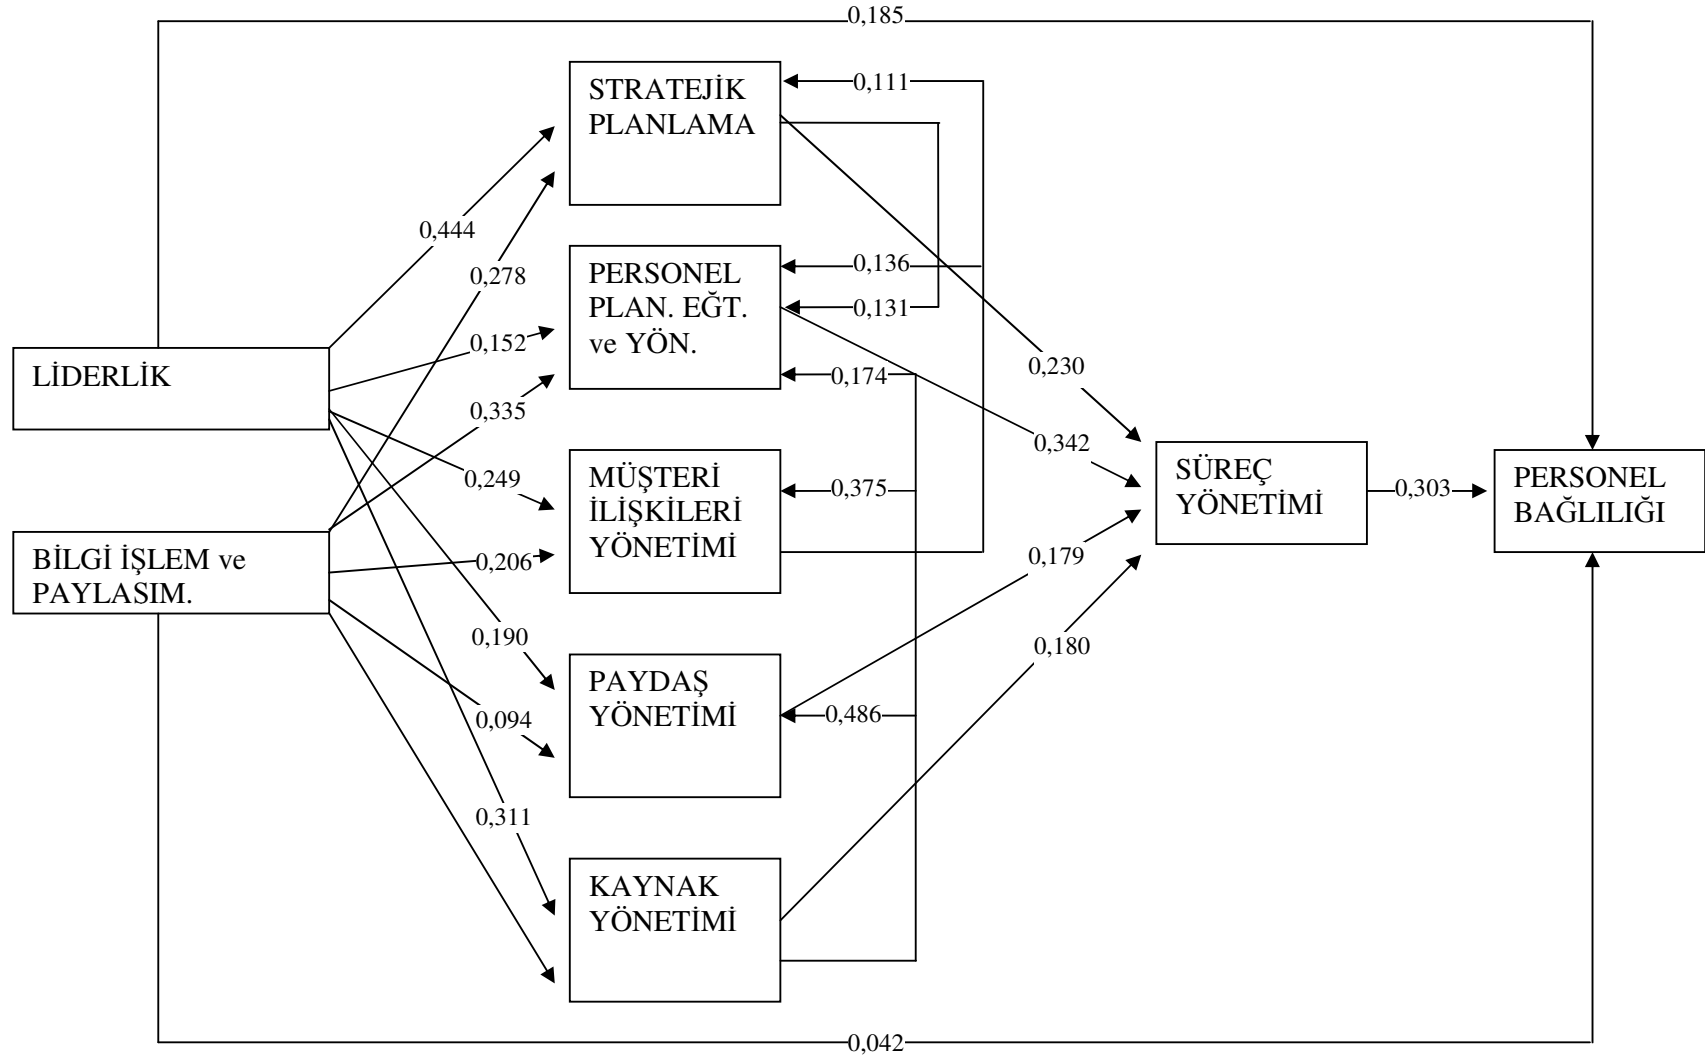 0,185
STRATEJİK
PLANLAMA
0,111
0,444
0,278
PERSONEL
PLAN. EĞT.
ve YÖN.
0,136
0,131
0,174
LİDERLİK
0,152
0,335
0,230
0,342
0,249
MÜŞTERİ
İLİŞKİLERİ
YÖNETİMİ
0,375
SÜREÇ
YÖNETİMİ
0,303
PERSONEL
BAĞLILIĞI
BİLGİ İŞLEM ve
PAYLASIM.
0,206
0,179
0,190
0,180
PAYDAŞ
YÖNETİMİ
0,094
0,486
0,311
KAYNAK
YÖNETİMİ
0,042